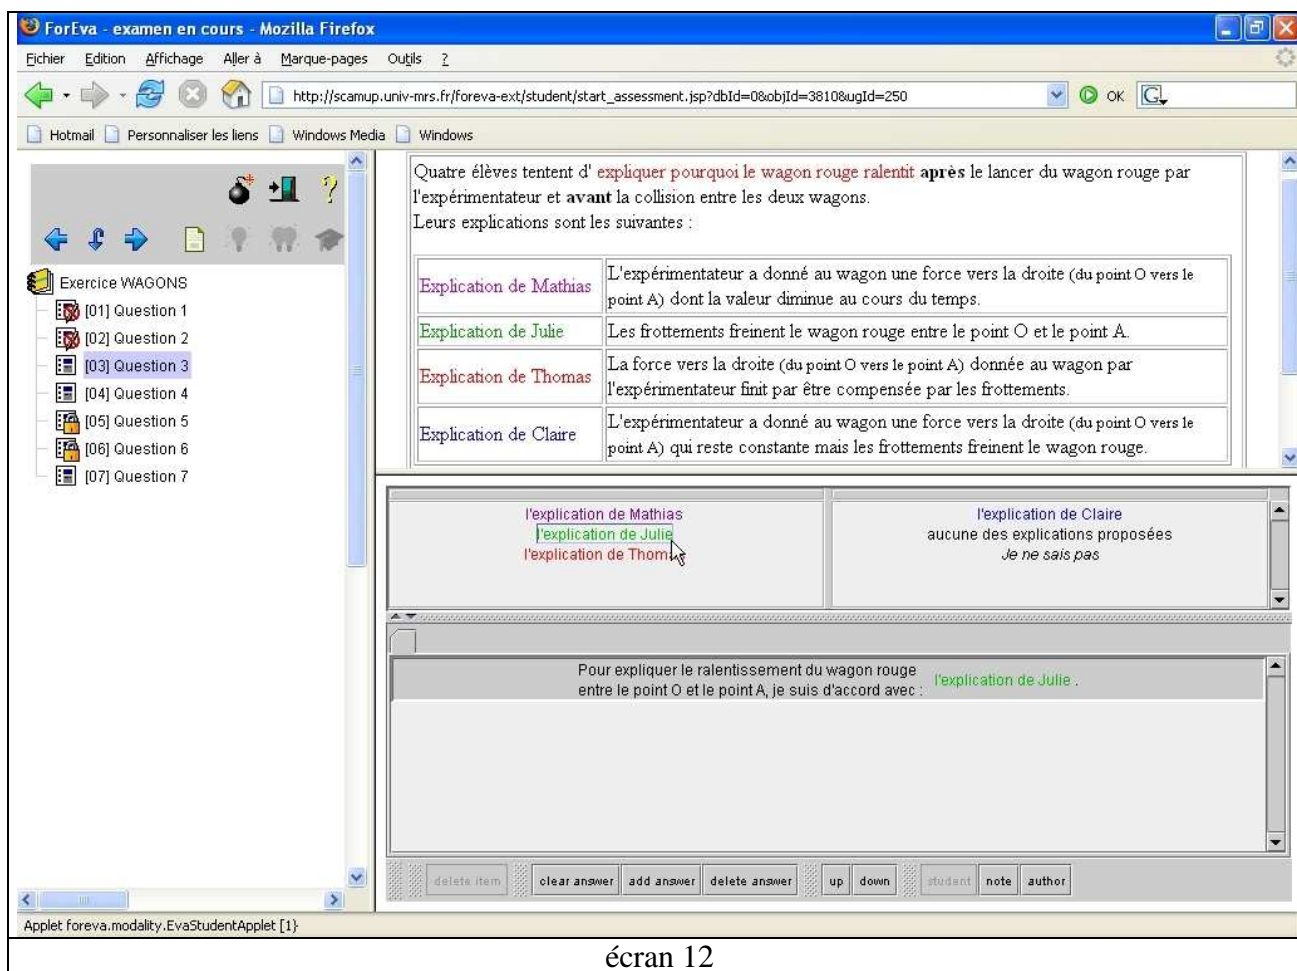 ForEva - examen en cours - Mozilla Firefox
Fichier Edition Affichage Aller à Marque-pages Outils ?
http://scamup.univ-mrs.fr/foreva-ext/student/start_assessment.jsp?dbId=0&objId=3810&ugId=250
OK
Hotmail Personnaliser les liens Windows Media Windows
Exercice WAGONS
[01] Question 1
[02] Question 2
[03] Question 3
[04] Question 4
[05] Question 5
[06] Question 6
[07] Question 7
Quatre élèves tentent d' expliquer pourquoi le wagon rouge ralentit après le lancer du wagon rouge par
l'expérimentateur et avant la collision entre les deux wagons.
Leurs explications sont les suivantes :
Explication de Mathias
L'expérimentateur a donné au wagon une force vers la droite (du point O vers le
point A) dont la valeur diminue au cours du temps.
Explication de Julie
Les frottements freinent le wagon rouge entre le point O et le point A.
Explication de Thomas
La force vers la droite (du point O vers le point A) donnée au wagon par
l'expérimentateur finit par être compensée par les frottements.
Explication de Claire
L'expérimentateur a donné au wagon une force vers la droite (du point O vers le
point A) qui reste constante mais les frottements freinent le wagon rouge.
l'explication de Mathias
l'explication de Julie
l'explication de Thomas
l'explication de Claire
aucune des explications proposées
Je ne sais pas
Pour expliquer le ralentissement du wagon rouge
entre le point O et le point A, je suis d'accord avec :
l'explication de Julie .
delete item clear answer add answer delete answer up down student note author
Applet foreva.modality.EvaStudentApplet [1}
écran 12